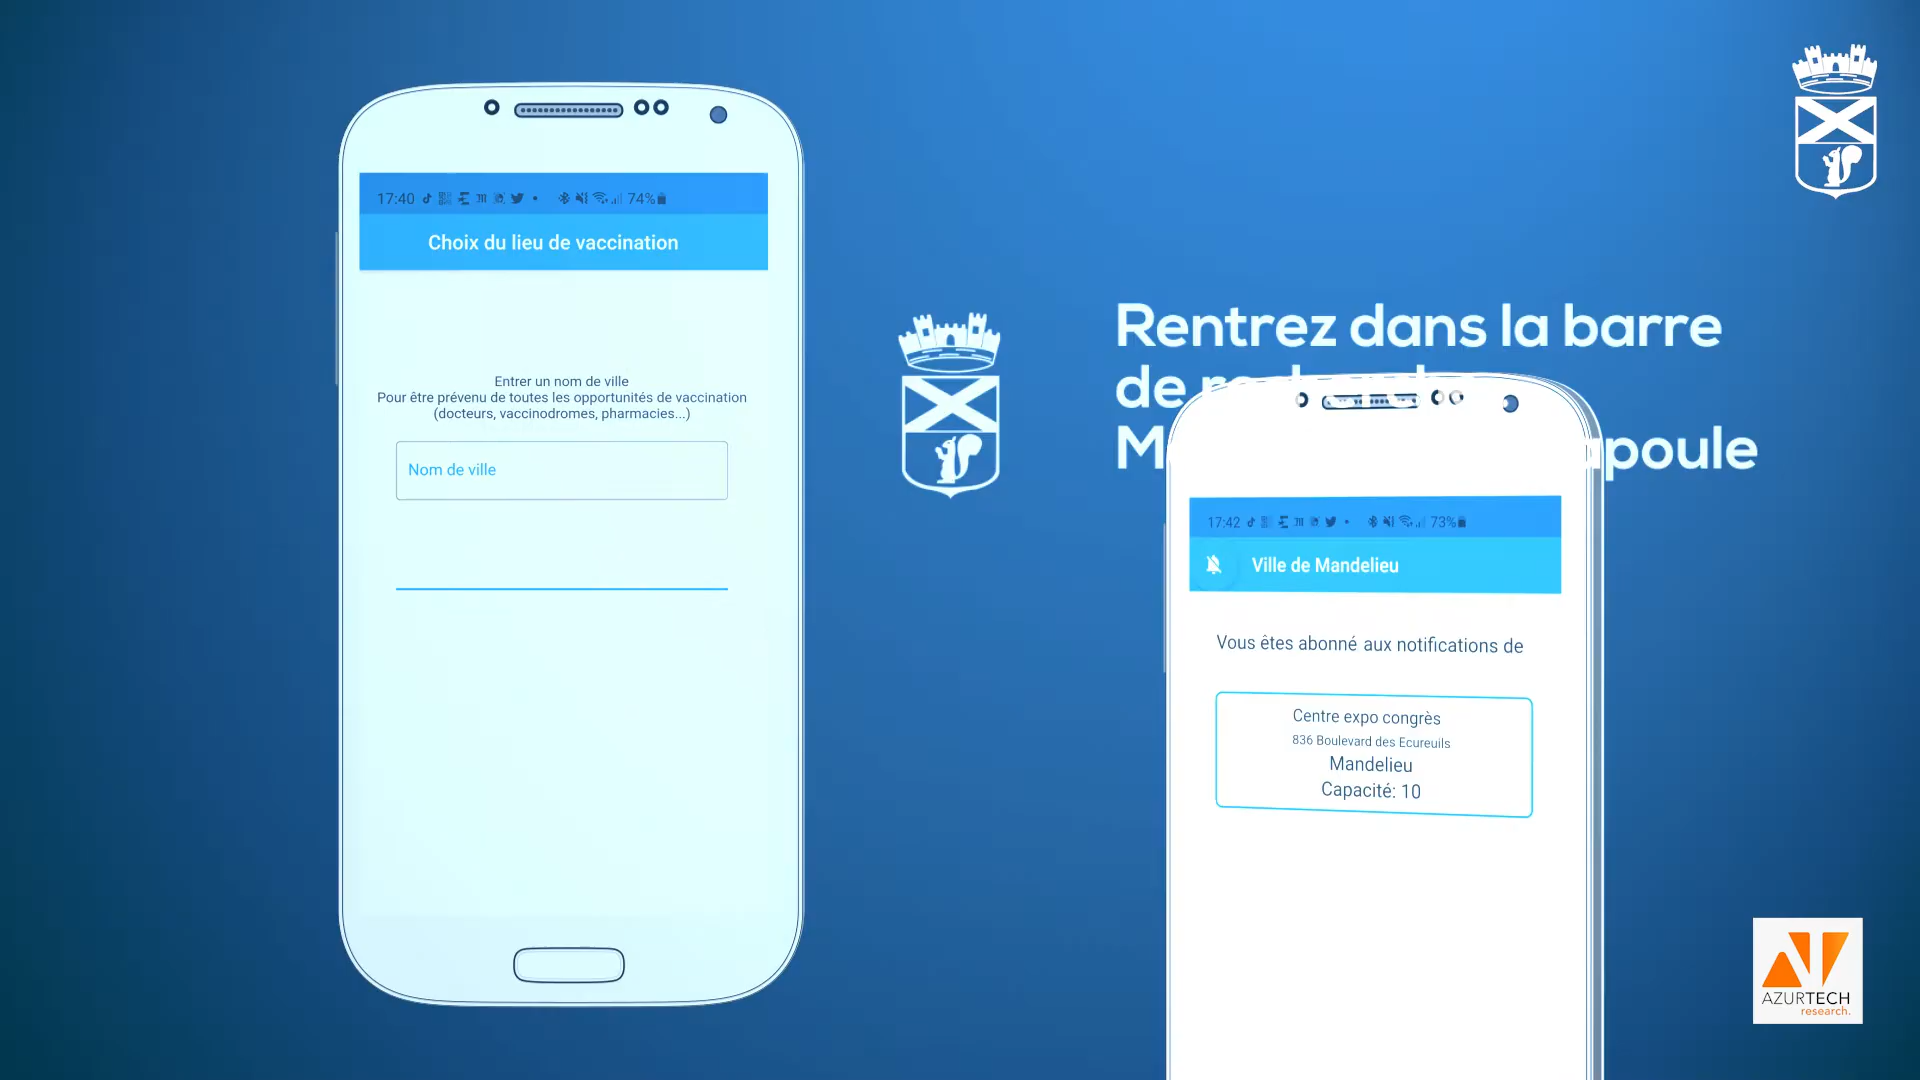 17:40
74%
Choix du lieu de vaccination
Entrer un nom de ville
Pour être prévenu de toutes les opportunités de vaccination
(docteurs, vaccinodromes, pharmacies...)
Nom de ville
Rentrez dans la barre
de
poule
17:42
73%
Ville de Mandelieu
Vous êtes abonné aux notifications de
Centre expo congrès
836 Boulevard des Ecureuils
Mandelieu
Capacité: 10
AZURTECH
research.